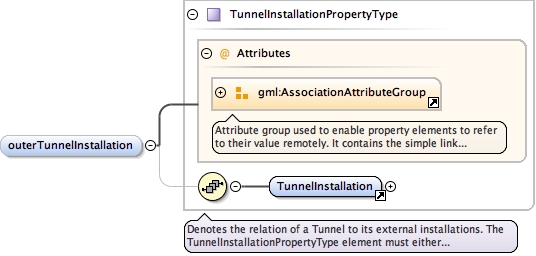 TunnelInstallationPropertyType
@ Attributes
gml:AssociationAttributeGroup
Attribute group used to enable property elements to refer
to their value remotely. It contains the simple link...
outerTunnelInstallation
TunnelInstallation
Denotes the relation of a Tunnel to its external installations. The
TunnelInstallationPropertyType element must either...